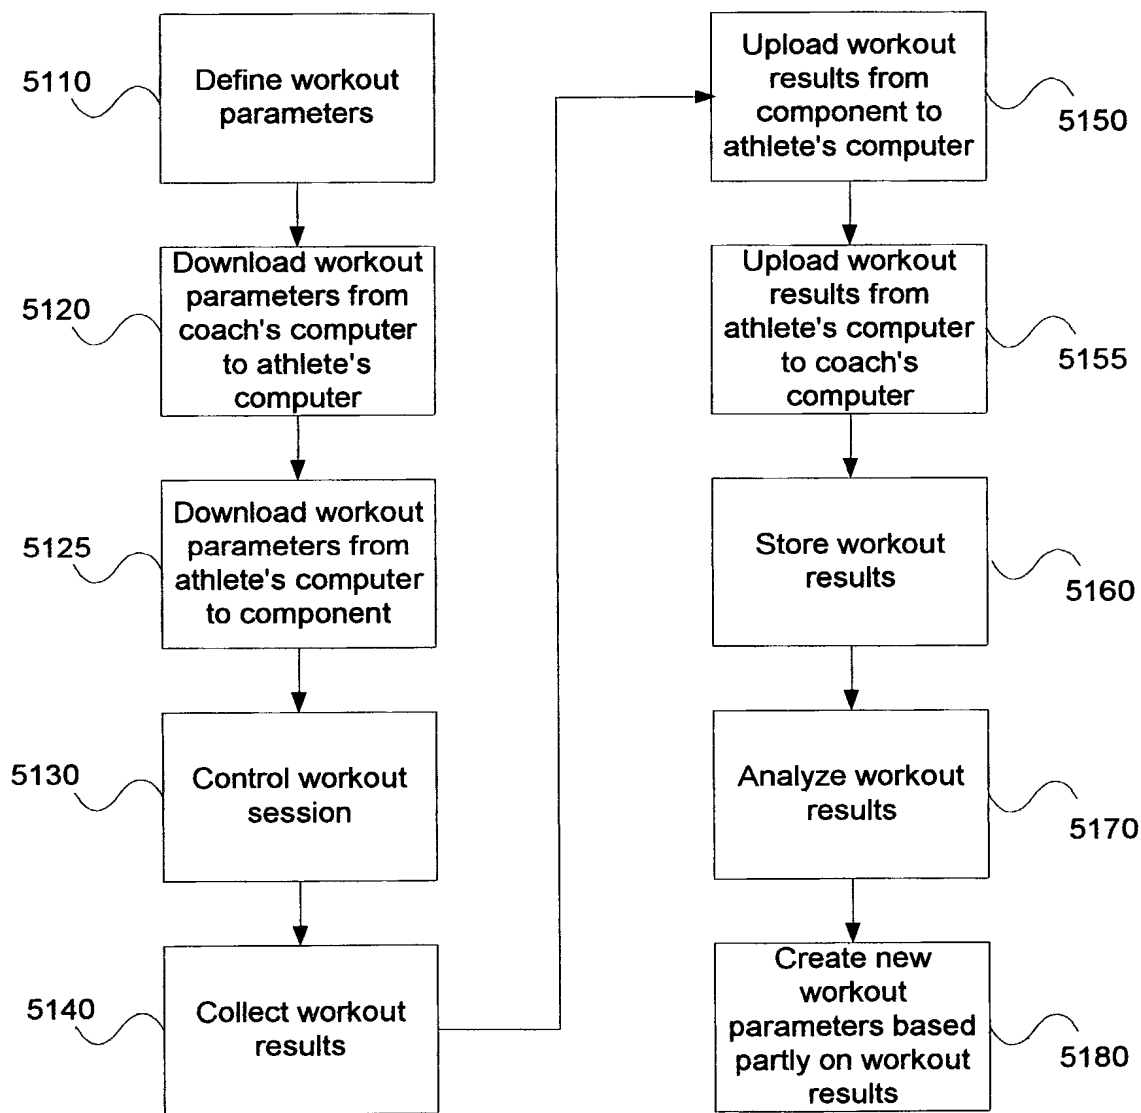 5110
Define workout
parameters
5120
Download workout
parameters from
coach's computer
to athlete's
computer
5125
Download workout
parameters from
athlete's computer
to component
5130
Control workout
session
5140
Collect workout
results
Upload workout
results from
component to
athlete's computer
5150
Upload workout
results from
athlete's computer
to coach's
computer
5155
Store workout
results
5160
Analyze workout
results
5170
Create new
workout
parameters based
partly on workout
results
5180